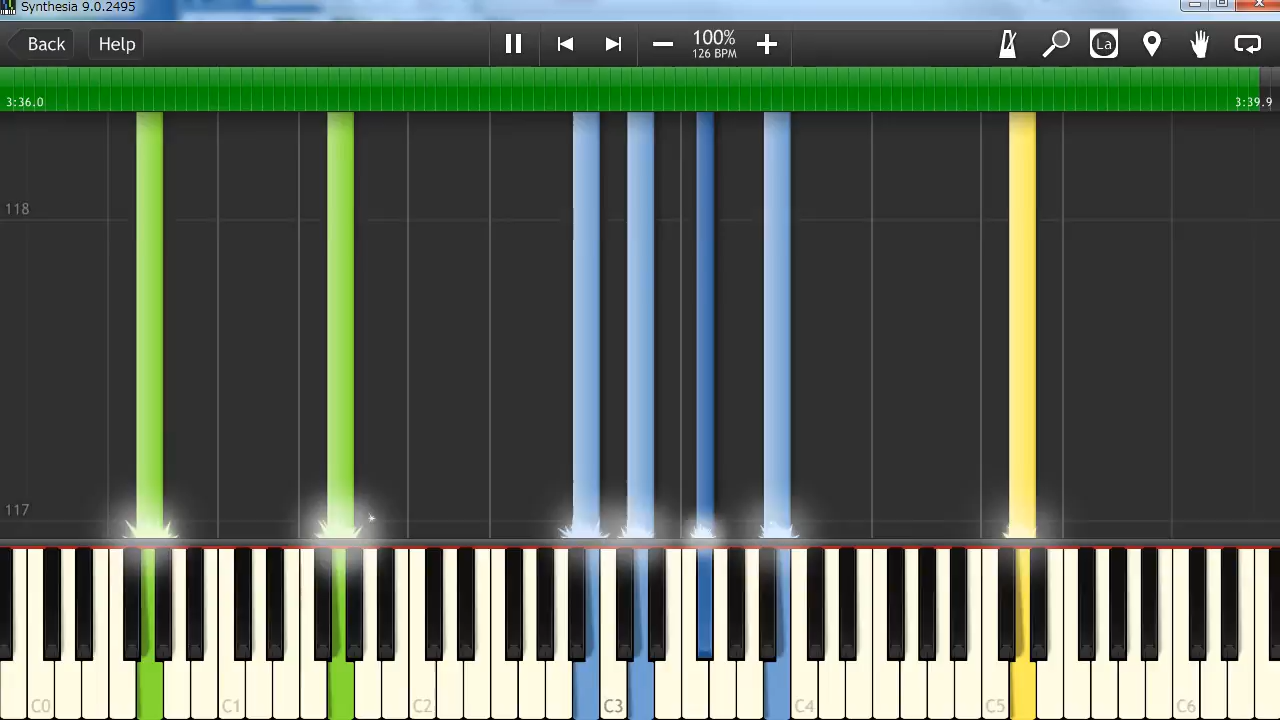 Synthesia 9.0.2495
Back Help 100% La
126 BPM
3:36.0 3:39.9
118
117
C0 C1 C2 C3 C4 C5 C6